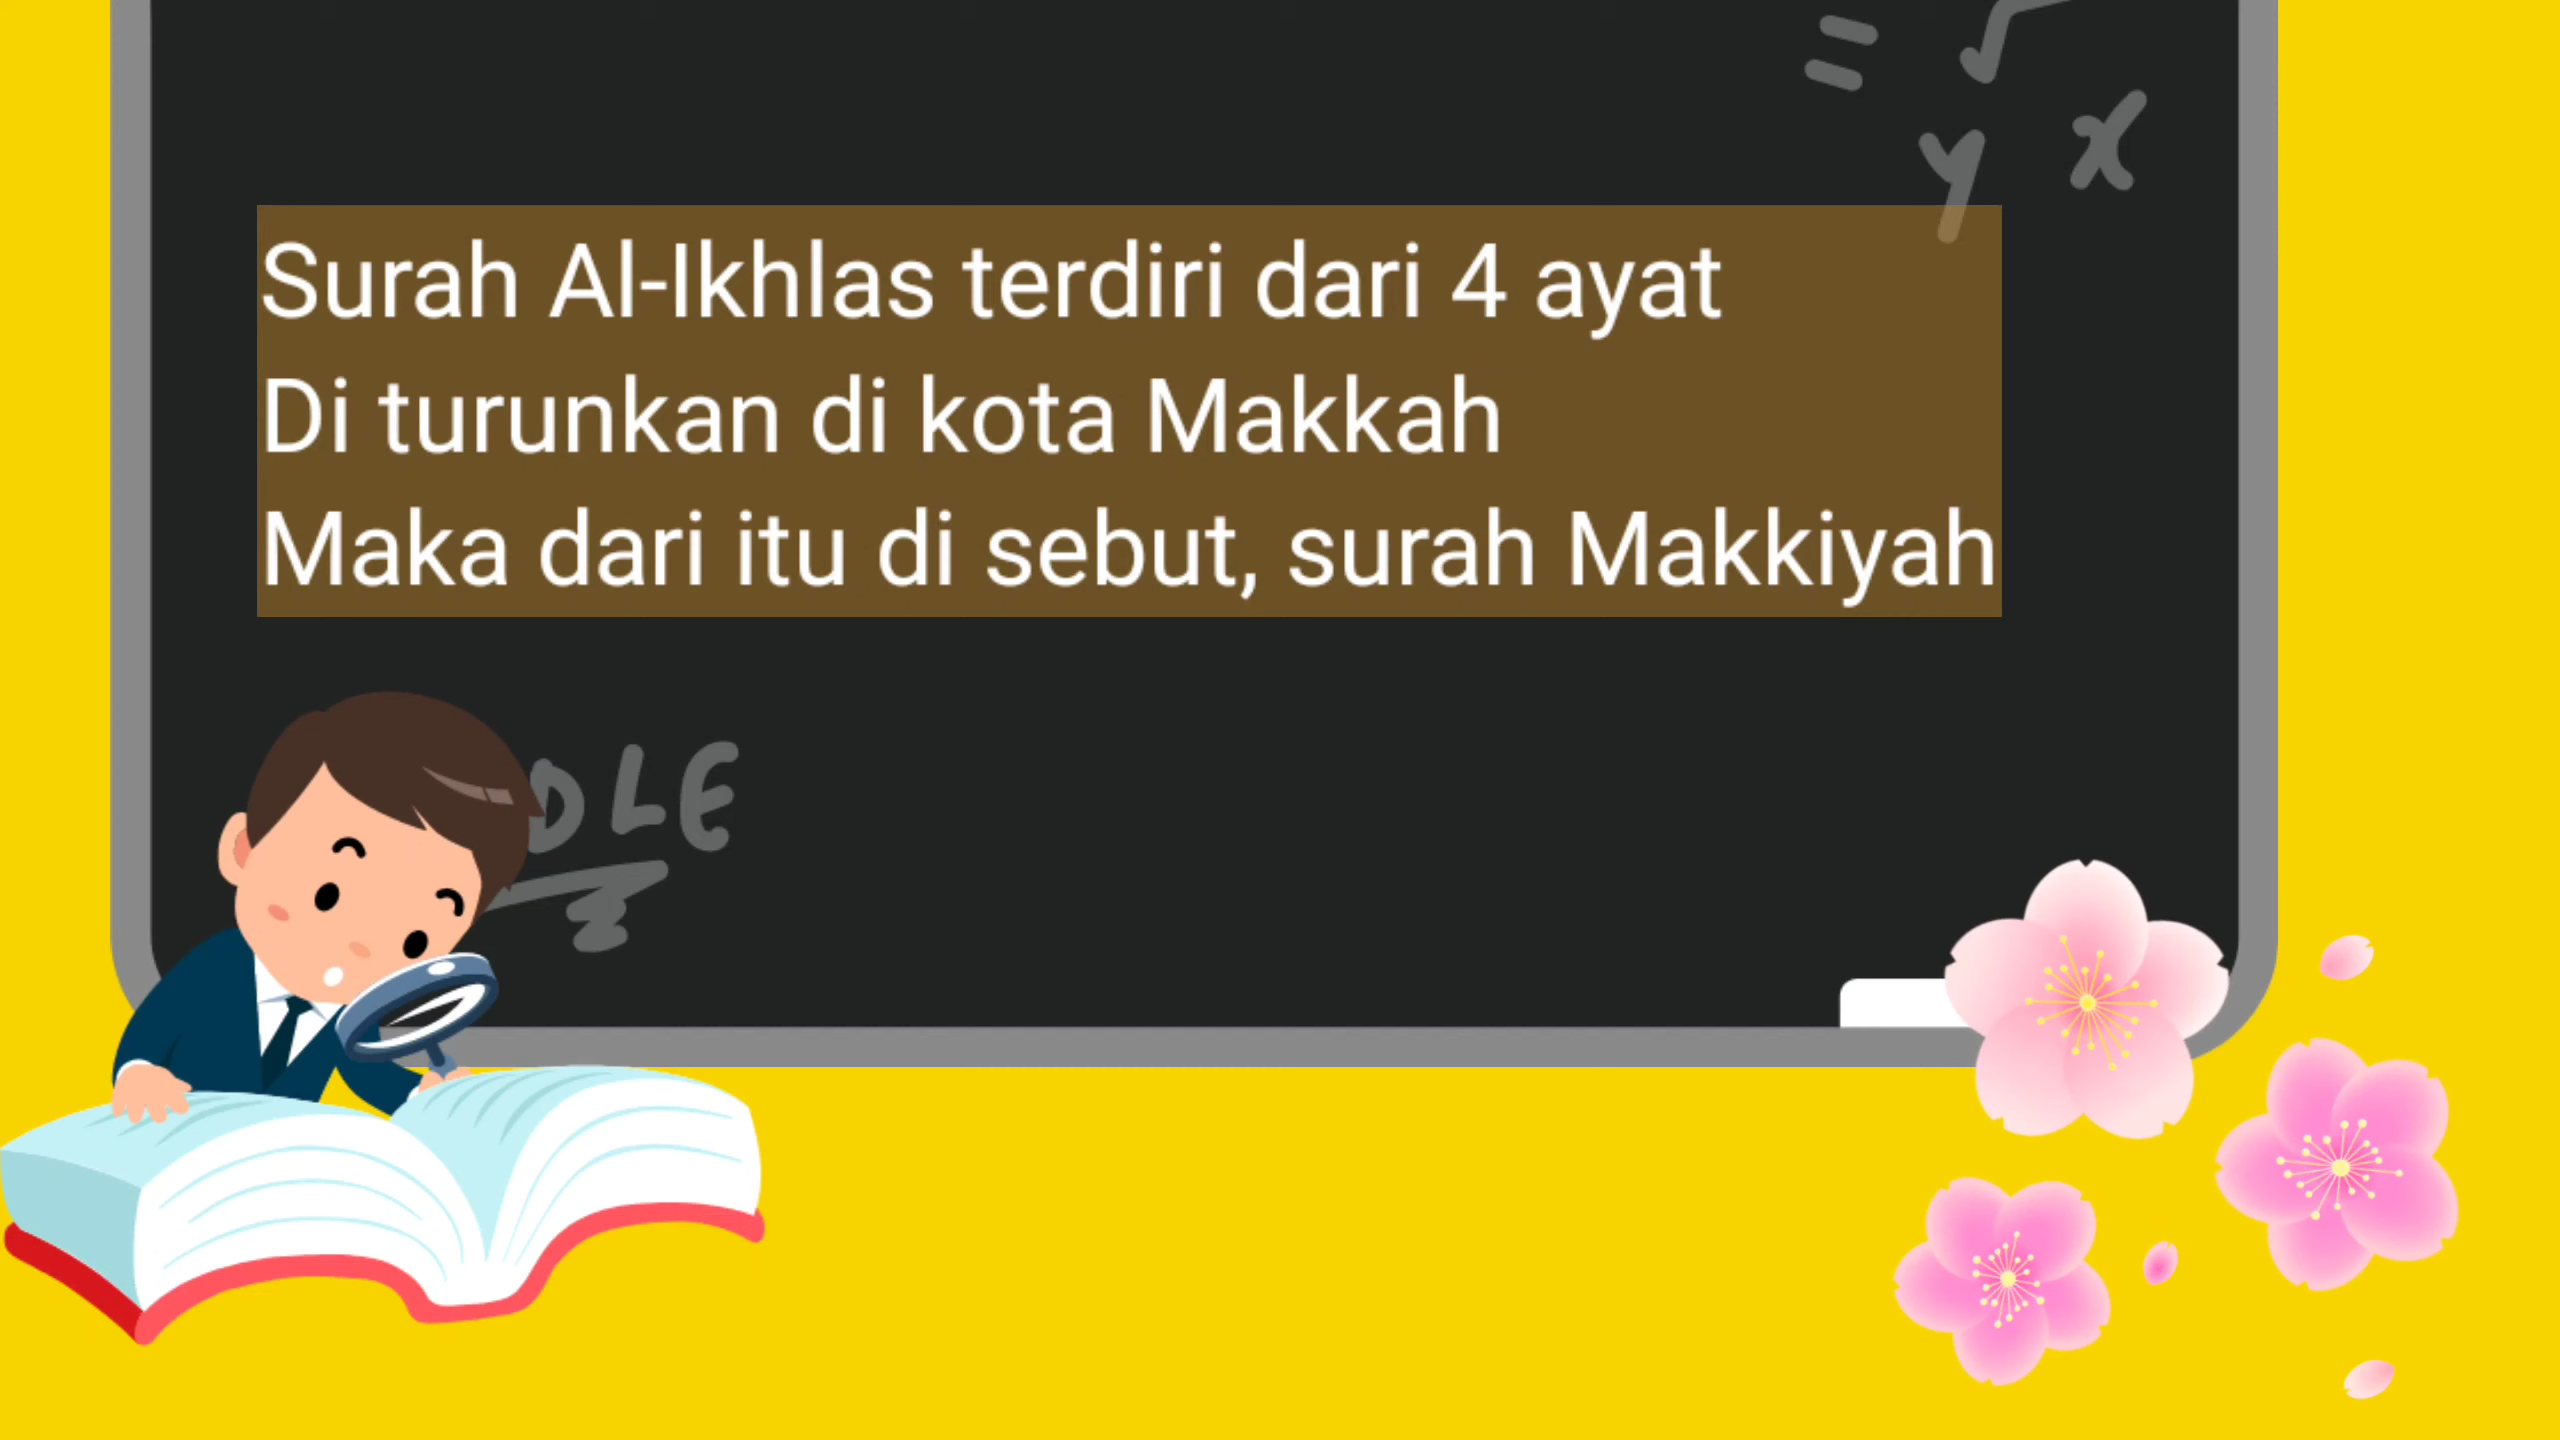 = √
y x
Surah Al-Ikhlas terdiri dari 4 ayat
Di turunkan di kota Makkah
Maka dari itu di sebut, surah Makkiyah
DLE